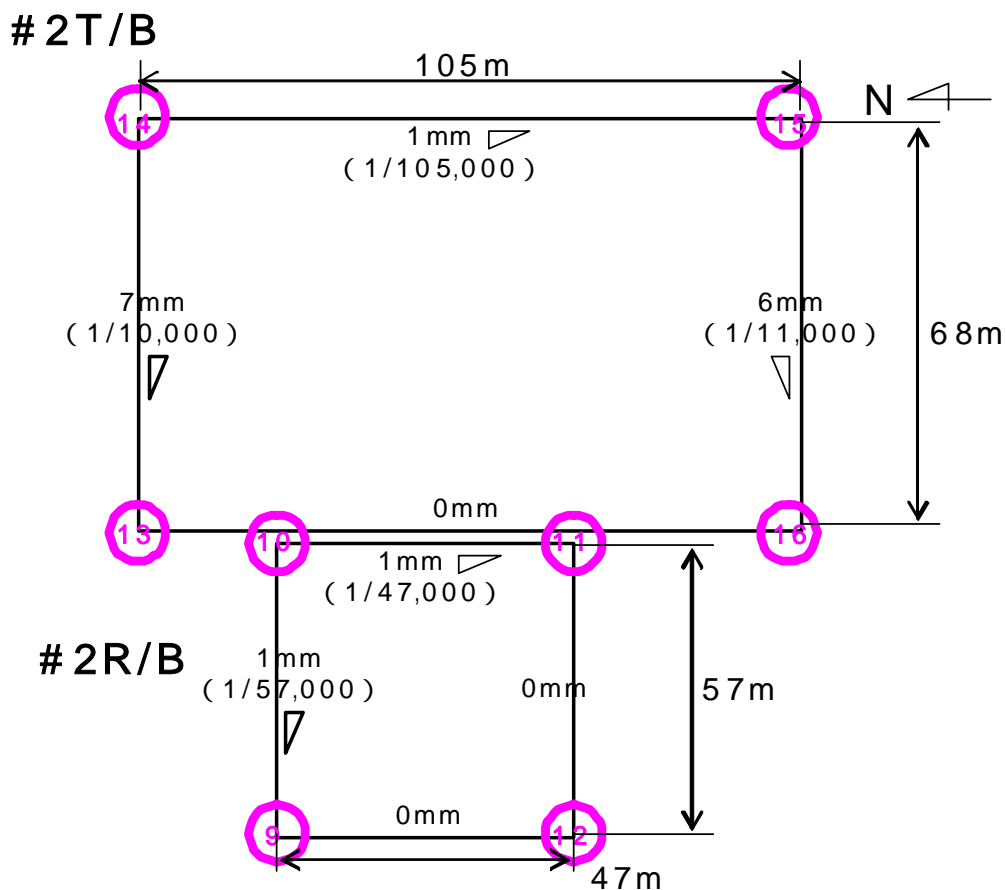 #2T/B
105m
N
14
15
1mm
(1/105,000)
7mm
(1/10,000)
6mm
(1/11,000)
68m
13
0mm
16
10
11
1mm
(1/47,000)
#2R/B
1mm
(1/57,000)
0mm
57m
0mm
9
12
47m